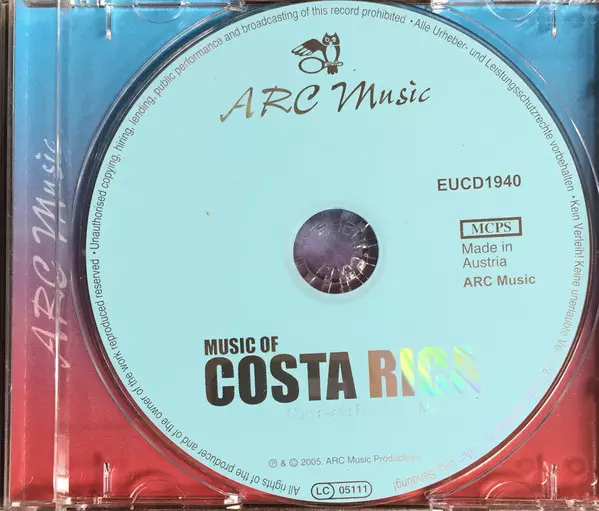 ARC Music
ARC Music
EUCD1940
MCPS
Made in
Austria
ARC Music
MUSIC OF
COSTA RICA
℗ & © 2005, ARC Music Productions
LC 05111
All rights of the producer and of the owner of the work reproduced reserved • Unauthorised copying, hiring, lending, public performance and broadcasting of this record prohibited • Alle Urheber- und Leistungsschutzrechte vorbehalten • Kein Verleih! Keine unerlaubte